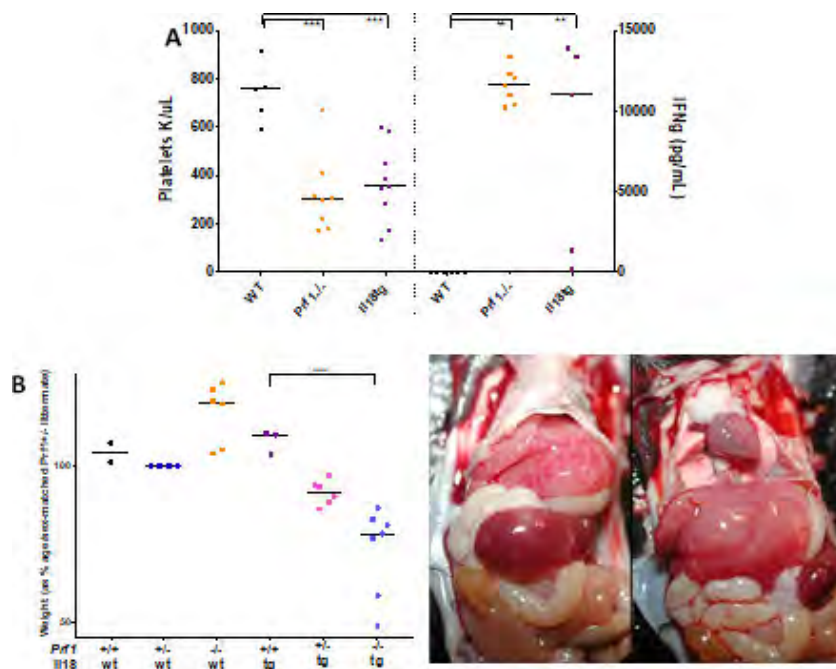 A
***
***
**
**
1000
800
600
400
200
0
Platelets K/uL
WT
Prf1-/-
Il18tg
WT
Prf1-/-
Il18tg
15000
10000
5000
0
IFNg (pg/mL)
B
Weight (as % age/sex-matched Prf1+/- littermate)
100
50
Prf1 +/+ +/- -/- +/+ +/- -/-
Il18 wt wt wt tg tg tg